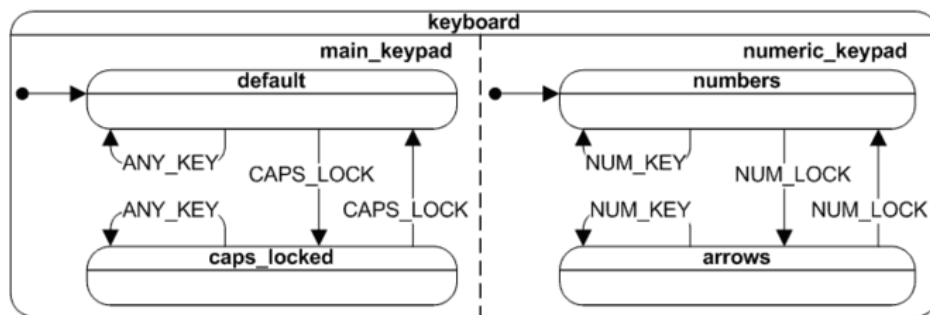 keyboard
main_keypad
default
ANY_KEY
CAPS_LOCK
CAPS_LOCK
ANY_KEY
caps_locked
numeric_keypad
numbers
NUM_KEY
NUM_LOCK
NUM_LOCK
NUM_KEY
arrows